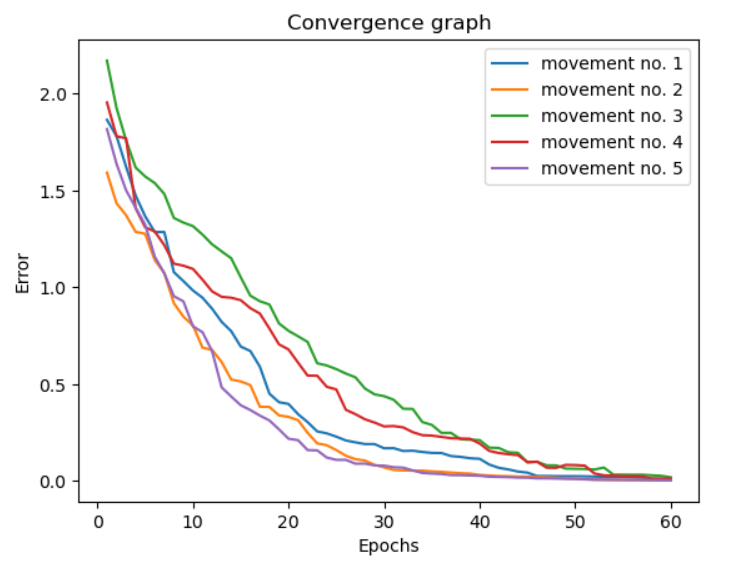 Convergence graph
movement no. 1
movement no. 2
movement no. 3
movement no. 4
movement no. 5
Error
2.0
1.5
1.0
0.5
0.0
0 10 20 30 40 50 60
Epochs